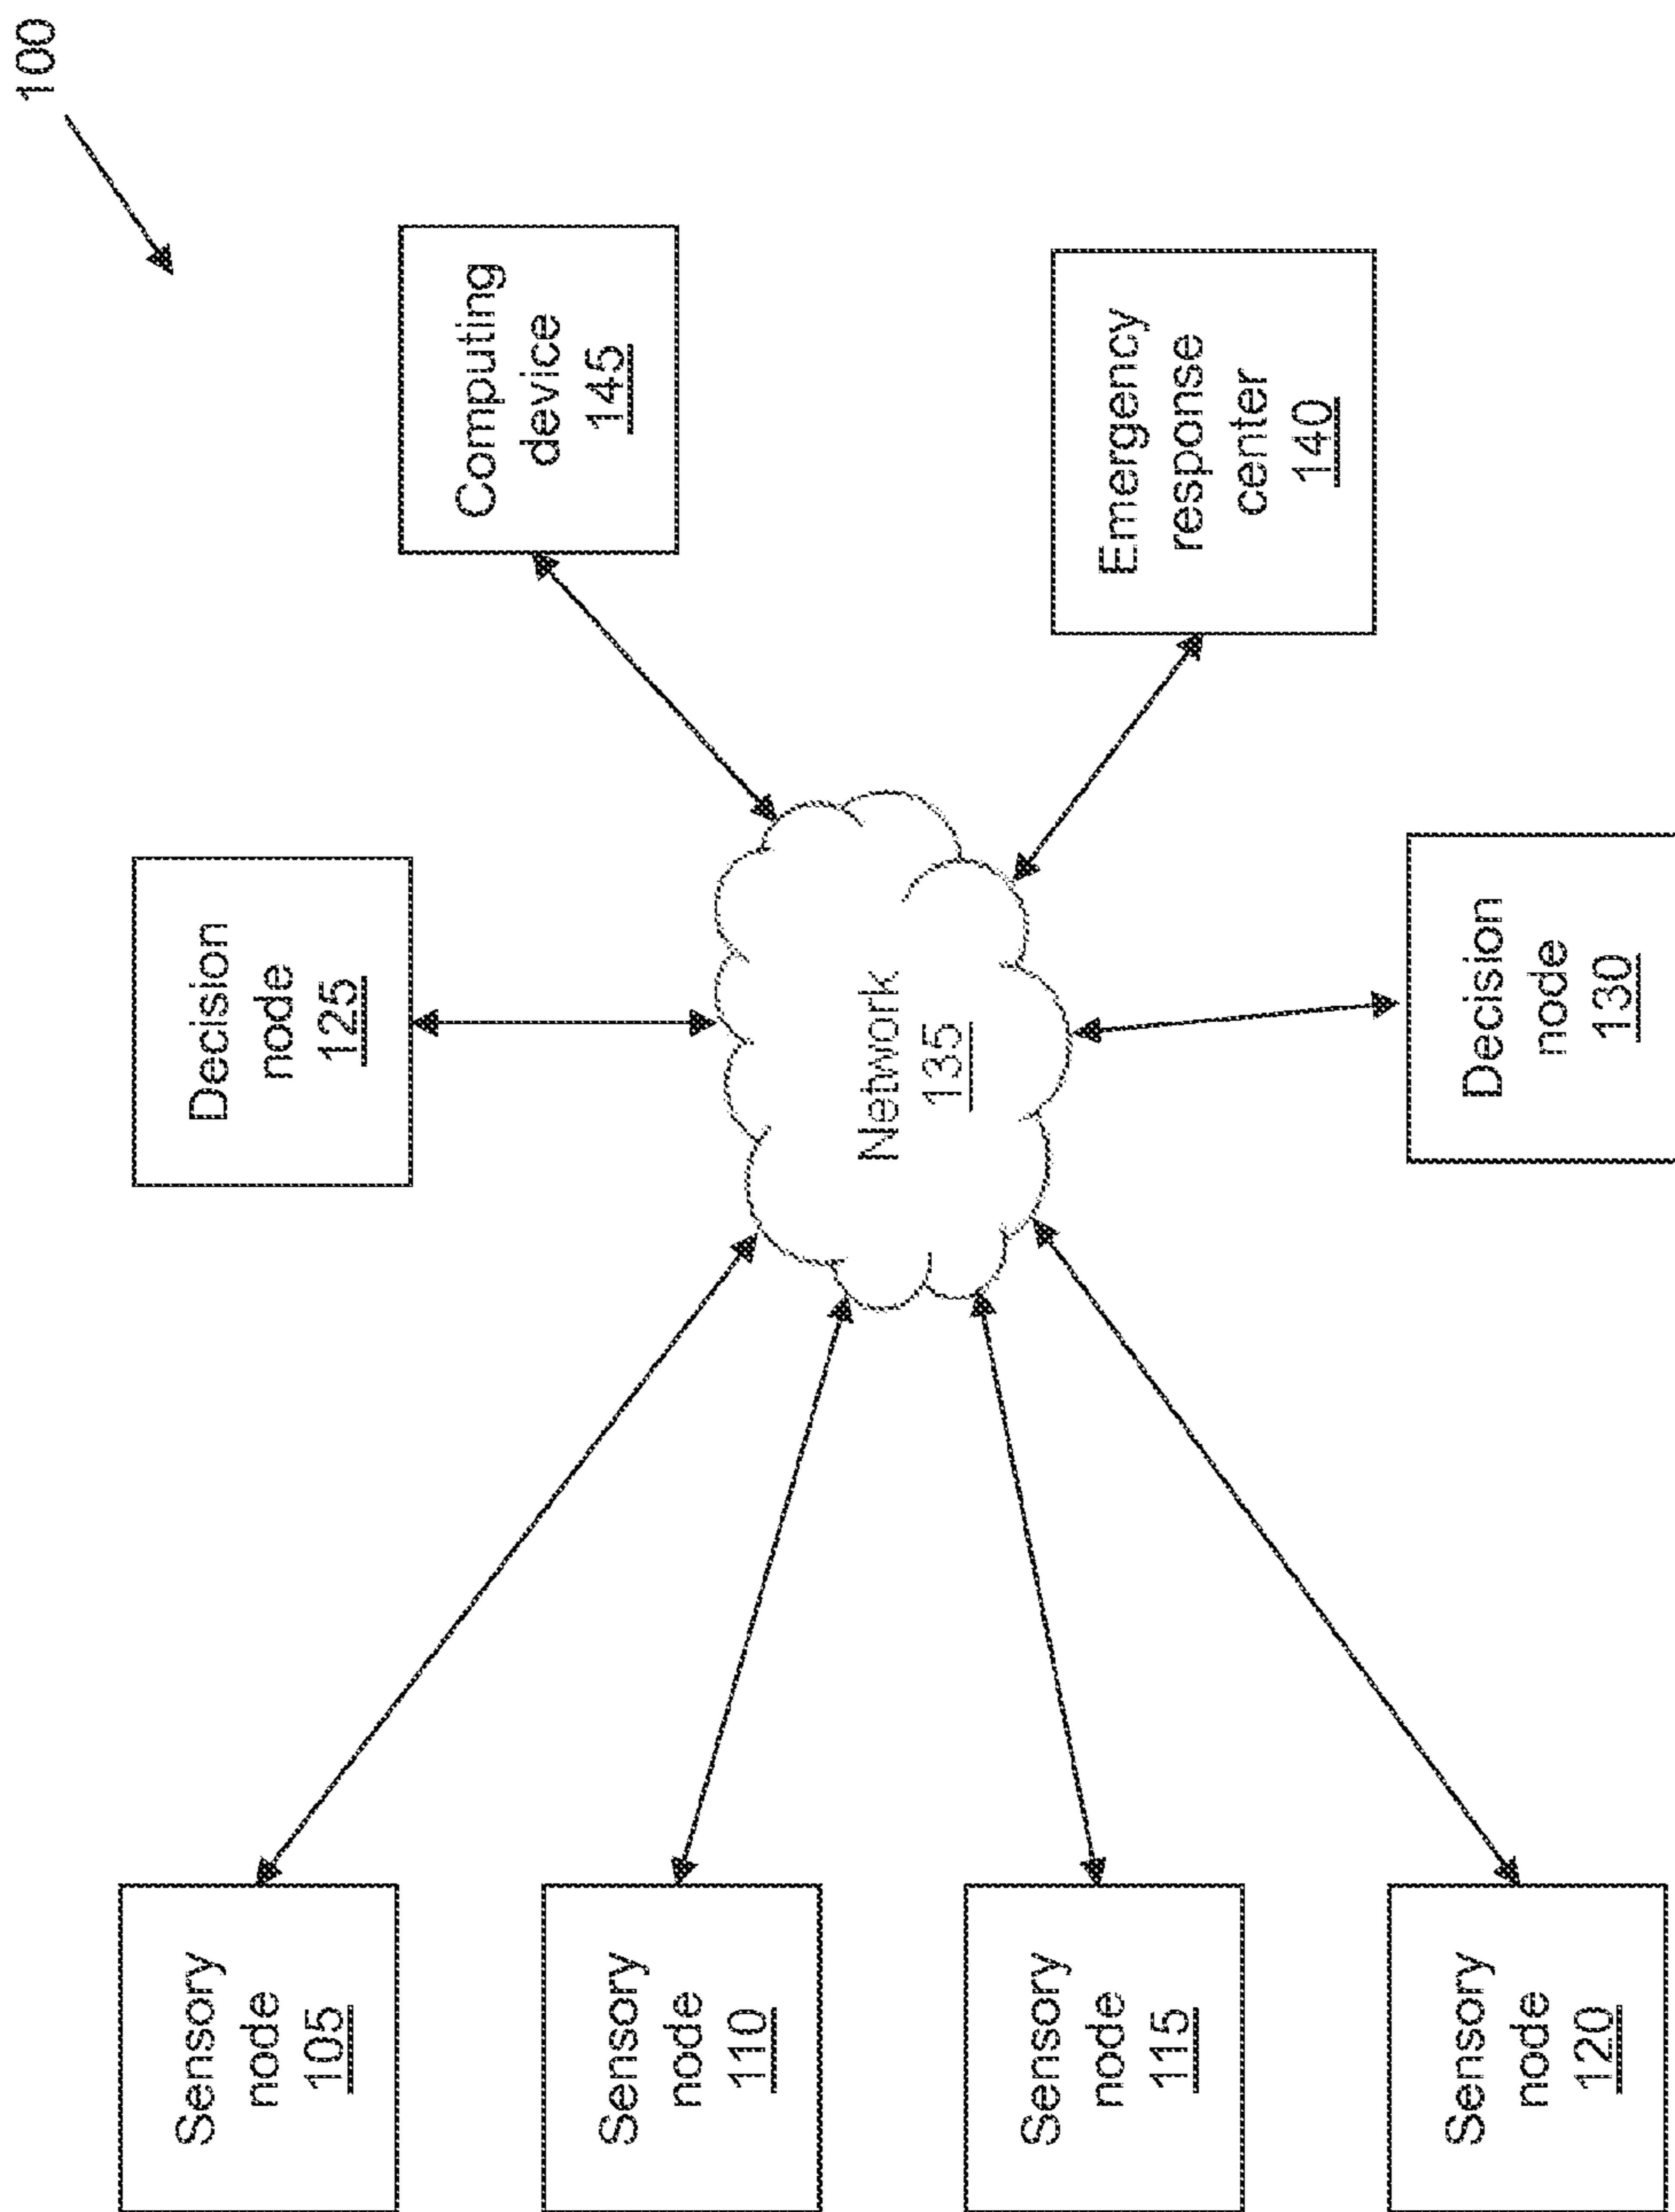 100
Sensory
node
105
Sensory
node
110
Sensory
node
115
Sensory
node
120
Decision
node
125
Network
135
Decision
node
130
Computing
device
145
Emergency
response
center
140